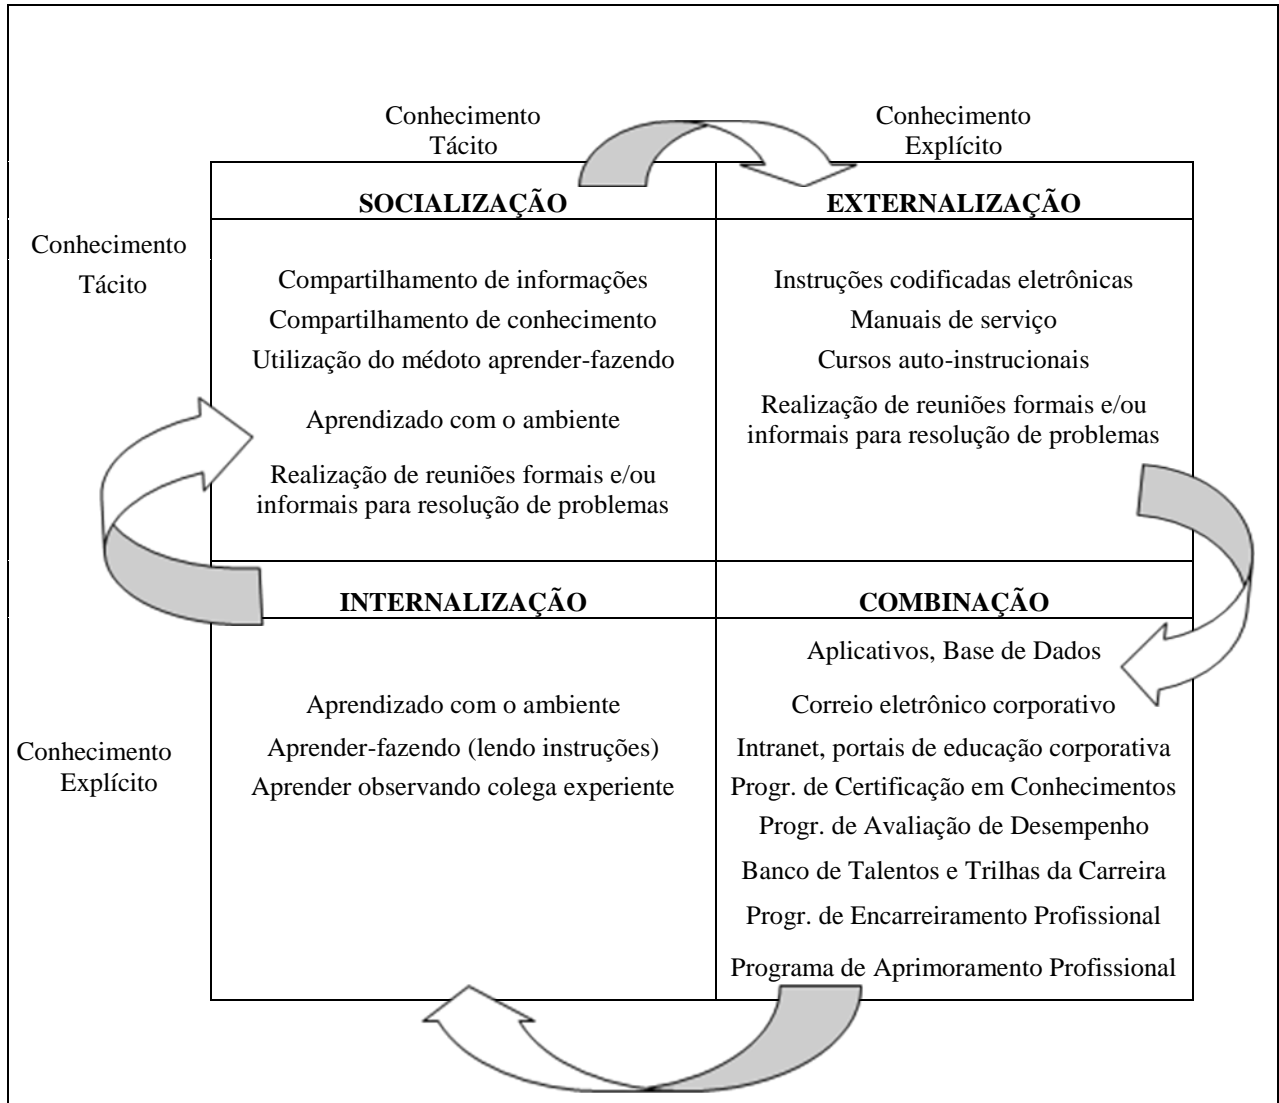 Conhecimento
Tácito
Conhecimento
Explícito
SOCIALIZAÇÃO
EXTERNALIZAÇÃO
Conhecimento
Tácito
Compartilhamento de informações
Compartilhamento de conhecimento
Utilização do médoto aprender-fazendo
Aprendizado com o ambiente
Realização de reuniões formais e/ou
informais para resolução de problemas
Instruções codificadas eletrônicas
Manuais de serviço
Cursos auto-instrucionais
Realização de reuniões formais e/ou
informais para resolução de problemas
INTERNALIZAÇÃO
COMBINAÇÃO
Conhecimento
Explícito
Aprendizado com o ambiente
Aprender-fazendo (lendo instruções)
Aprender observando colega experiente
Aplicativos, Base de Dados
Correio eletrônico corporativo
Intranet, portais de educação corporativa
Progr. de Certificação em Conhecimentos
Progr. de Avaliação de Desempenho
Banco de Talentos e Trilhas da Carreira
Progr. de Encarreiramento Profissional
Programa de Aprimoramento Profissional